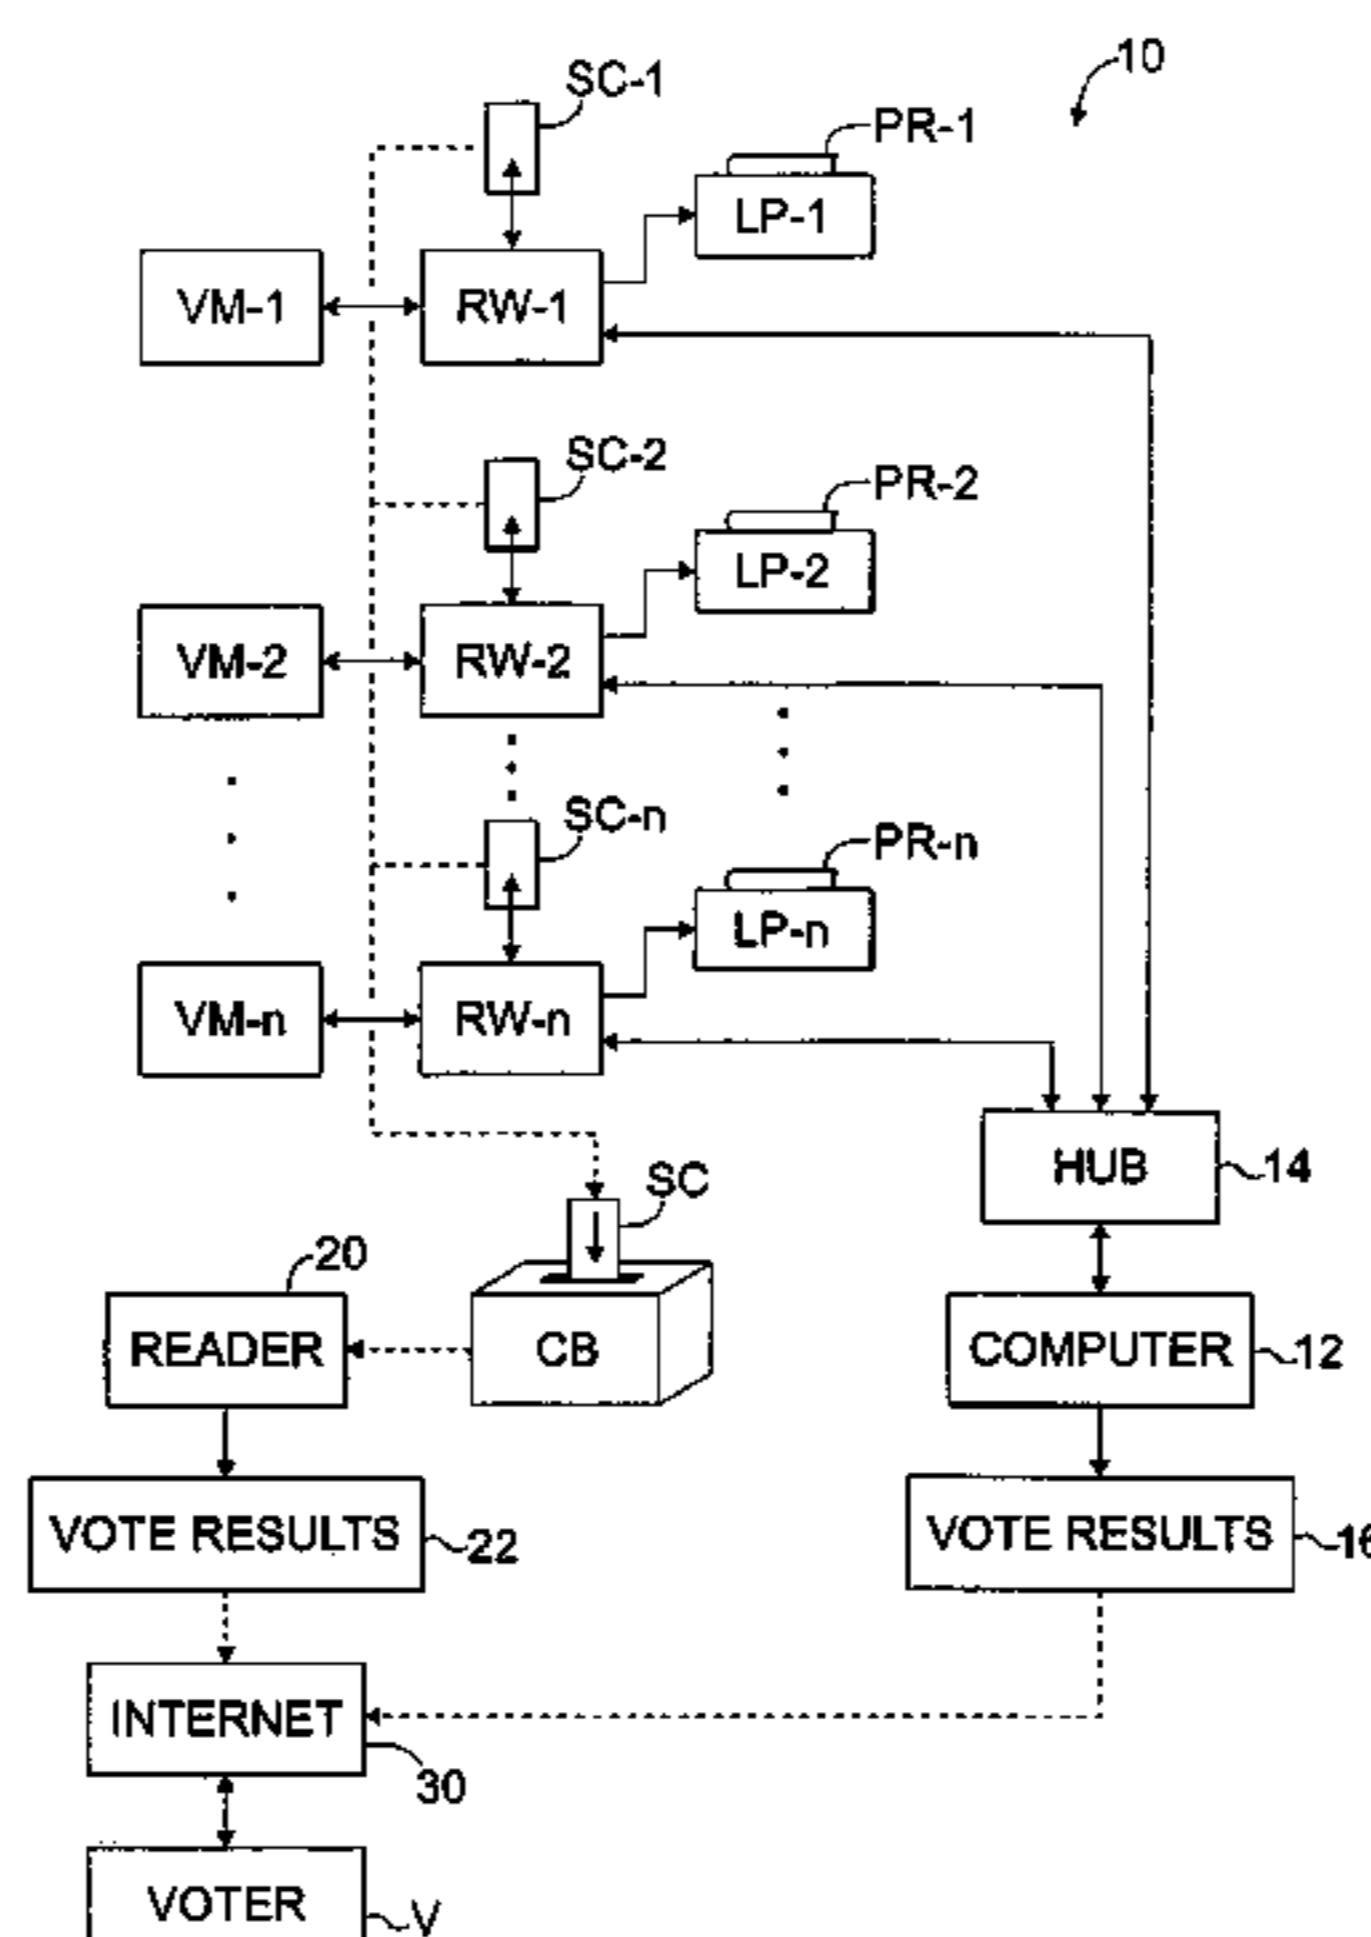 10
SC-1
PR-1
LP-1
VM-1
RW-1
SC-2
PR-2
LP-2
VM-2
RW-2
SC-n
PR-n
LP-n
VM-n
RW-n
HUB
14
SC
20
READER
CB
COMPUTER
12
VOTE RESULTS
22
VOTE RESULTS
16
INTERNET
30
VOTER
V